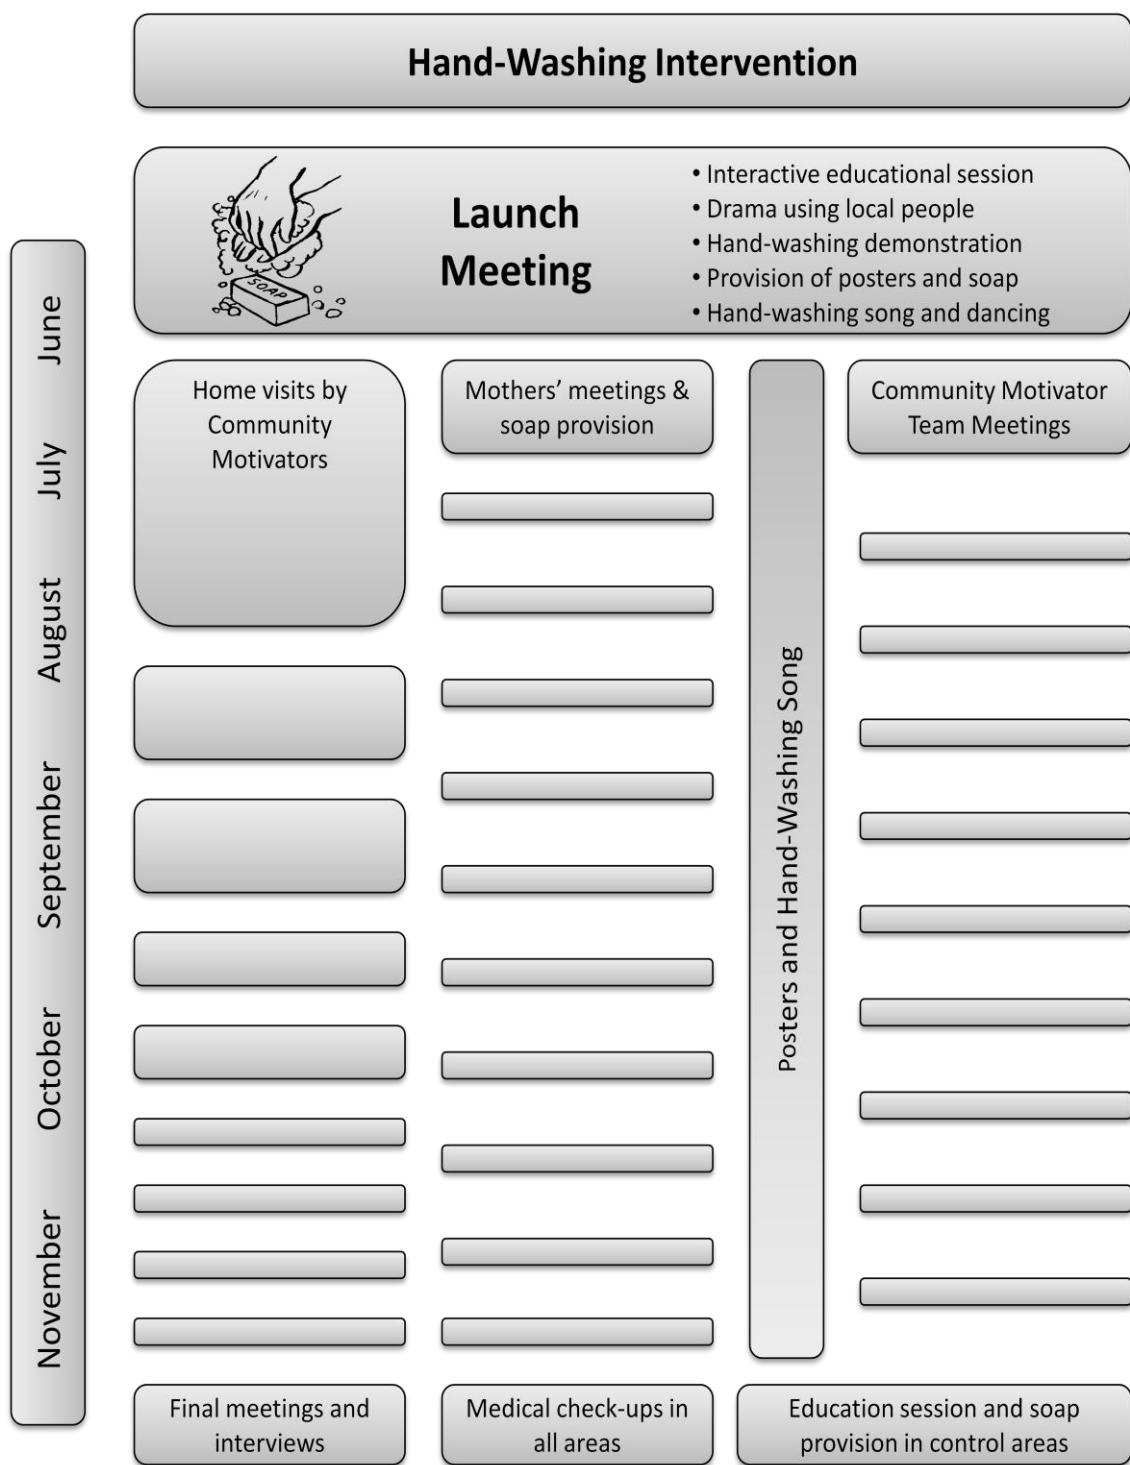 Hand-Washing Intervention
Launch
Meeting
SOAP
• Interactive educational session
• Drama using local people
• Hand-washing demonstration
• Provision of posters and soap
• Hand-washing song and dancing
June
July
August
September
October
November
Home visits by
Community
Motivators
Mothers’ meetings &
soap provision
Posters and Hand-Washing Song
Community Motivator
Team Meetings
Final meetings and
interviews
Medical check-ups in
all areas
Education session and soap
provision in control areas